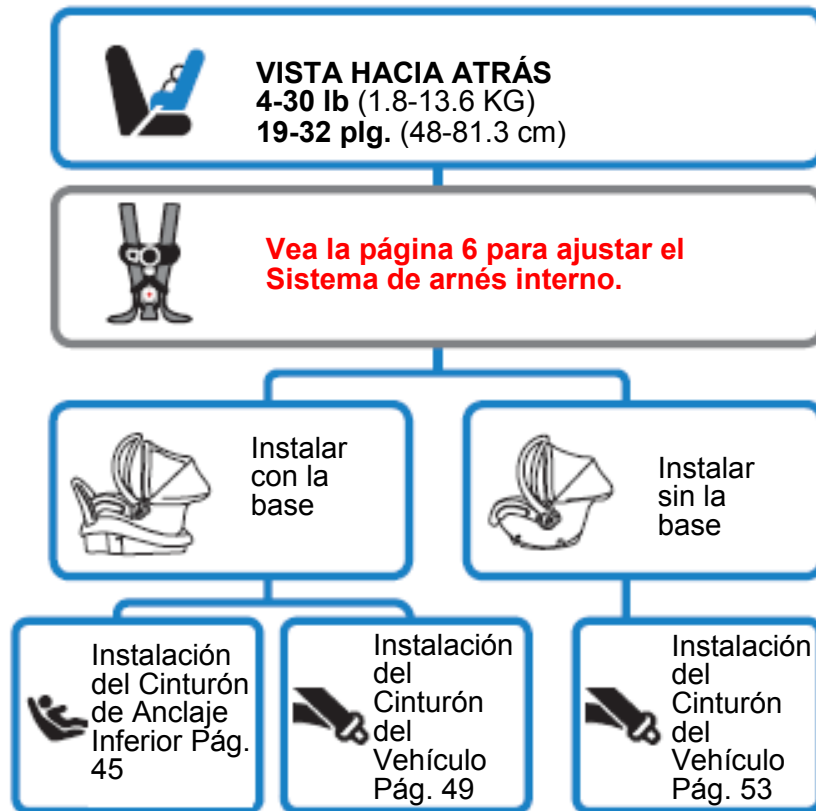 VISTA HACIA ATRÁS
4-30 lb (1.8-13.6 KG)
19-32 plg. (48-81.3 cm)
Vea la página 6 para ajustar el
Sistema de arnés interno.
Instalar
con la
base
Instalar
sin la
base
Instalación
del Cinturón
de Anclaje
Inferior Pág.
45
Instalación
del
Cinturón
del
Vehículo
Pág. 49
Instalación
del
Cinturón
del
Vehículo
Pág. 53